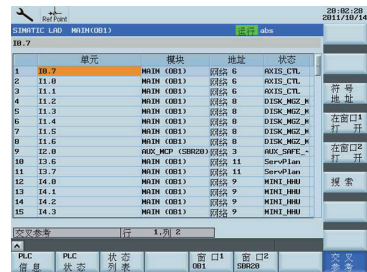 Ref Point
20:02:20
2011/10/14
SIMATIC LAD MAIN(OB1) 运行 abs
I0.7
单元 模块 地址 状态
1 I0.7 MAIN (OB1) 网络 6 AXIS_CTL
2 I1.0 MAIN (OB1) 网络 6 AXIS_CTL
3 I1.1 MAIN (OB1) 网络 6 AXIS_CTL
4 I1.2 MAIN (OB1) 网络 8 DISK_MGZ_M
5 I1.3 MAIN (OB1) 网络 8 DISK_MGZ_M
6 I1.4 MAIN (OB1) 网络 8 DISK_MGZ_M
7 I1.5 MAIN (OB1) 网络 8 DISK_MGZ_M
8 I1.6 MAIN (OB1) 网络 8 DISK_MGZ_M
9 I2.0 AUX_MCP (SBR20) 网络 3 AUX_SAFE_~
10 I3.6 MAIN (OB1) 网络 11 ServPlan
11 I3.7 MAIN (OB1) 网络 11 ServPlan
12 I4.0 MAIN (OB1) 网络 9 MINI_HHU
13 I4.1 MAIN (OB1) 网络 9 MINI_HHU
14 I4.2 MAIN (OB1) 网络 9 MINI_HHU
15 I4.3 MAIN (OB1) 网络 9 MINI_HHU
符号
地址
在窗口1
打开
在窗口2
打开
搜索
交叉参考 行 1,列 2
PLC
信息
PLC
状态
状态
列表
窗口1
OB1
窗口2
SBR20
交叉
参考